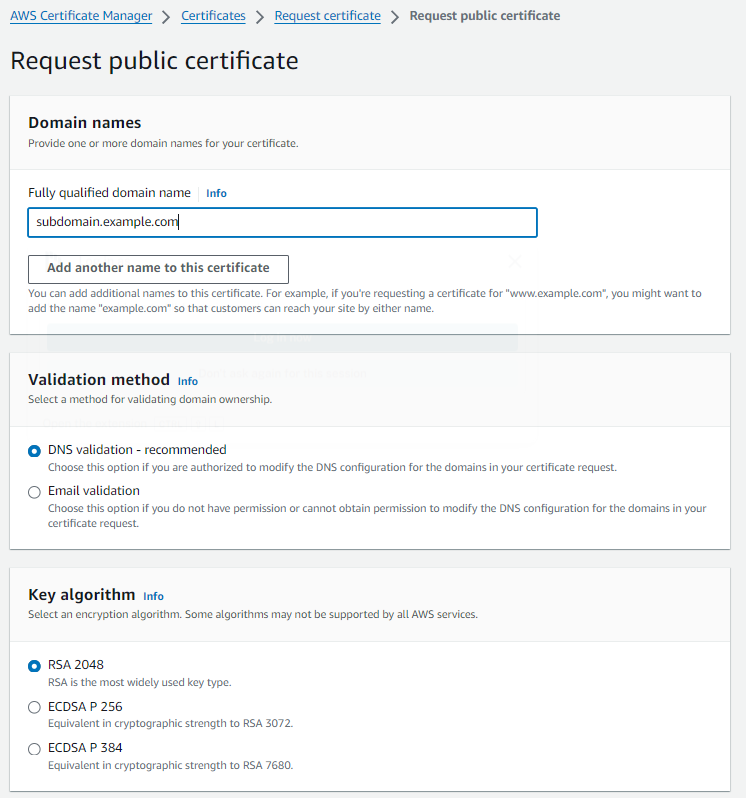 AWS Certificate Manager > Certificates > Request certificate > Request public certificate
Request public certificate
Domain names
Provide one or more domain names for your certificate.
Fully qualified domain name Info
subdomain.example.com
Add another name to this certificate
You can add additional names to this certificate. For example, if you're requesting a certificate for "www.example.com", you might want to
add the name "example.com" so that customers can reach your site by either name.
Validation method Info
Select a method for validating domain ownership.
DNS validation - recommended
Choose this option if you are authorized to modify the DNS configuration for the domains in your certificate request.
Email validation
Choose this option if you do not have permission or cannot obtain permission to modify the DNS configuration for the domains in your
certificate request.
Key algorithm Info
Select an encryption algorithm. Some algorithms may not be supported by all AWS services.
RSA 2048
RSA is the most widely used key type.
ECDSA P 256
Equivalent in cryptographic strength to RSA 3072.
ECDSA P 384
Equivalent in cryptographic strength to RSA 7680.